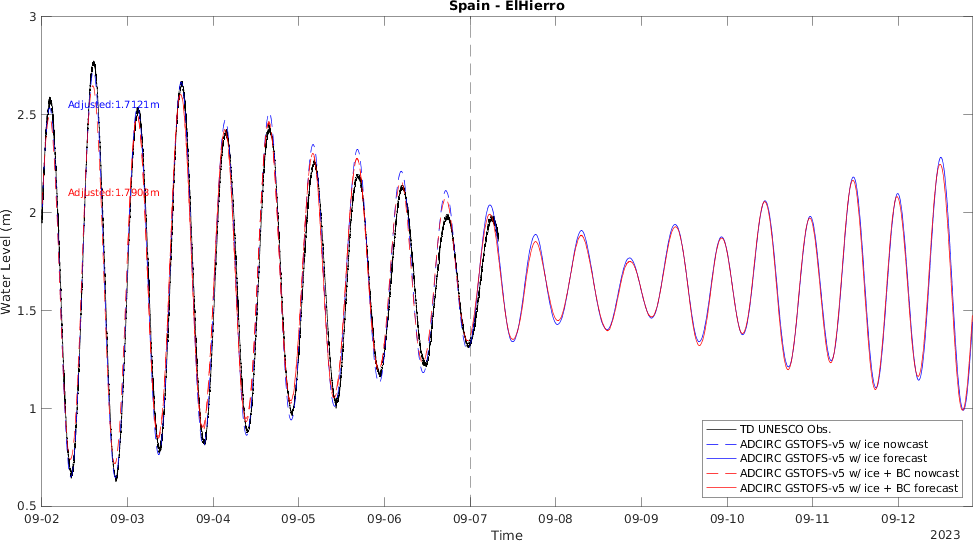 Spain - ElHierro
3
2.5
2
1.5
1
0.5
Water Level (m)
Adjusted:1.7121m
Adjusted:1.7903m
TD UNESCO Obs.
ADCIRC GSTOFS-v5 w/ ice nowcast
ADCIRC GSTOFS-v5 w/ ice forecast
ADCIRC GSTOFS-v5 w/ ice + BC nowcast
ADCIRC GSTOFS-v5 w/ ice + BC forecast
09-02 09-03 09-04 09-05 09-06 09-07 09-08 09-09 09-10 09-11 09-12
Time
2023